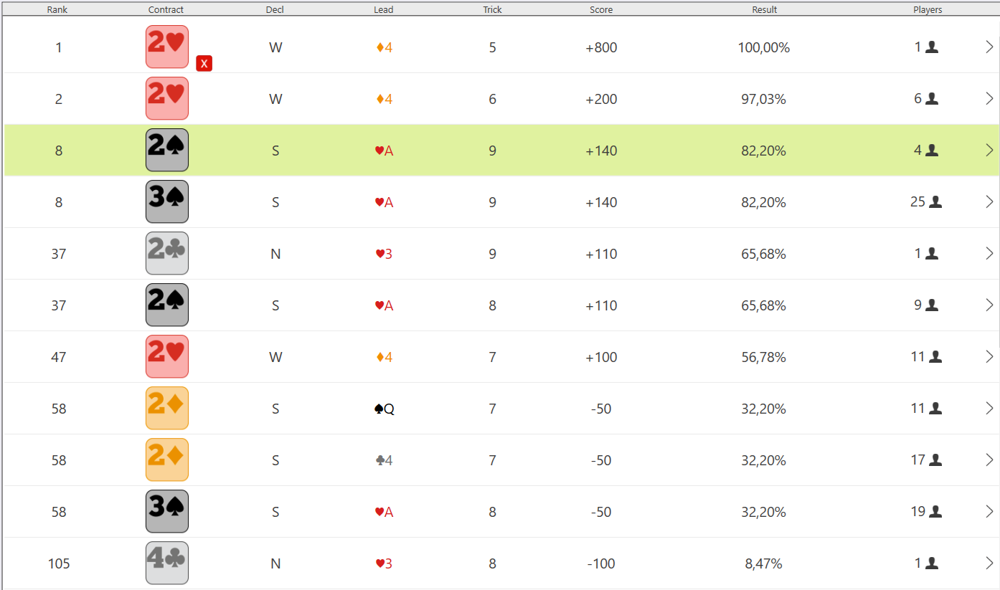 Rank Contract Decl Lead Trick Score Result Players
1 2♥ X W ♦4 5 +800 100,00% 1
2 2♥ W ♦4 6 +200 97,03% 6
8 2♠ S ♥A 9 +140 82,20% 4
8 3♠ S ♥A 9 +140 82,20% 25
37 2♣ N ♥3 9 +110 65,68% 1
37 2♠ S ♥A 8 +110 65,68% 9
47 2♥ W ♦4 7 +100 56,78% 11
58 2♦ S ♠Q 7 -50 32,20% 11
58 2♦ S ♣4 7 -50 32,20% 17
58 3♠ S ♥A 8 -50 32,20% 19
105 4♣ N ♥3 8 -100 8,47% 1